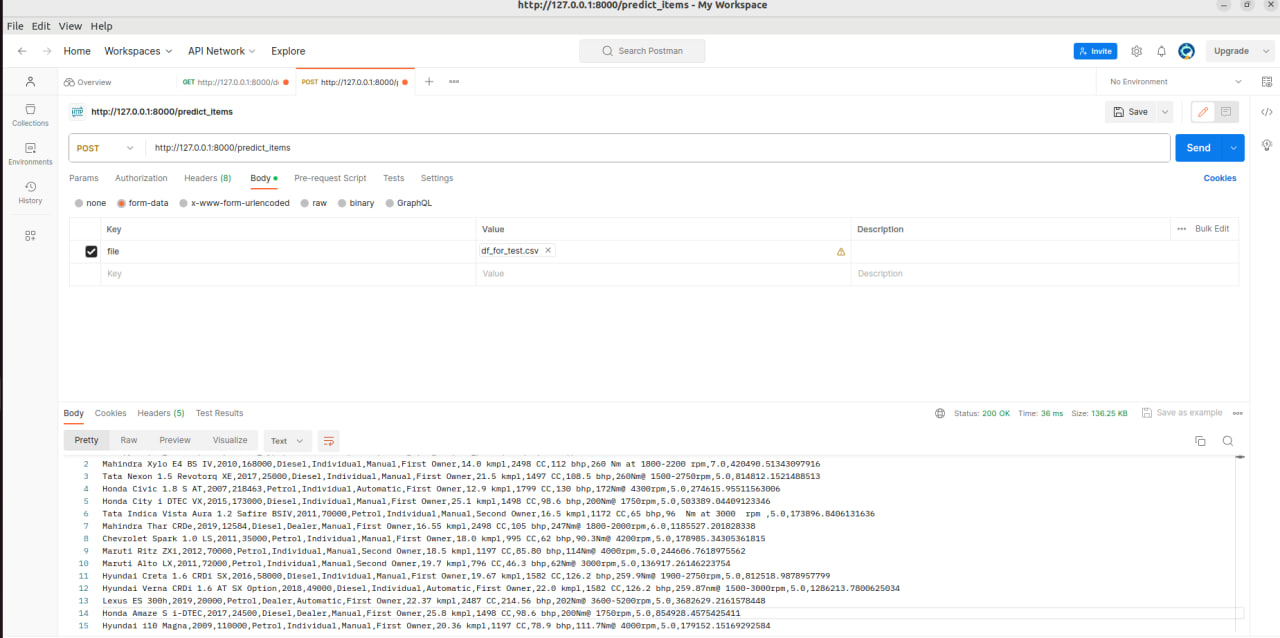 http://127.0.0.1:8000/predict_items - My Workspace
File Edit View Help
Home Workspaces API Network Explore Search Postman Invite Upgrade
Overview GET http://127.0.0.1:8000/d POST http://127.0.0.1:8000/p No Environment
http://127.0.0.1:8000/predict_items Save
Collections
POST http://127.0.0.1:8000/predict_items Send
Environments
Params Authorization Headers (8) Body Pre-request Script Tests Settings Cookies
History
none form-data x-www-form-urlencoded raw binary GraphQL
Key Value Description Bulk Edit
file df_for_test.csv
Key Value Description
Body Cookies Headers (5) Test Results Status: 200 OK Time: 36 ms Size: 136.25 KB Save as example
Pretty Raw Preview Visualize Text
2 Mahindra Xylo E4 BS IV,2010,168000,Diesel,Individual,Manual,First Owner,14.0 kmpl,2498 CC,112 bhp,260 Nm at 1800-2200 rpm,7.0,420490.51343097916
3 Tata Nexon 1.5 Revotorq XE,2017,25000,Diesel,Individual,Manual,First Owner,21.5 kmpl,1497 CC,108.5 bhp,260Nm@ 1500-2750rpm,5.0,814812.1521488513
4 Honda Civic 1.8 S AT,2007,218463,Petrol,Individual,Automatic,First Owner,12.9 kmpl,1799 CC,130 bhp,172Nm@ 4300rpm,5.0,274615.95511563006
5 Honda City i DTEC VX,2015,173000,Diesel,Individual,Manual,First Owner,25.1 kmpl,1498 CC,98.6 bhp,200Nm@ 1750rpm,5.0,503389.04409123346
6 Tata Indica Vista Aura 1.2 Safire BSIV,2011,70000,Petrol,Individual,Manual,Second Owner,16.5 kmpl,1172 CC,65 bhp,96  Nm at 3000  rpm ,5.0,173896.8406131636
7 Mahindra Thar CRDe,2019,12584,Diesel,Dealer,Manual,First Owner,16.55 kmpl,2498 CC,105 bhp,247Nm@ 1800-2000rpm,6.0,1185527.201828338
8 Chevrolet Spark 1.0 LS,2011,35000,Petrol,Individual,Manual,First Owner,18.0 kmpl,995 CC,62 bhp,90.3Nm@ 4200rpm,5.0,178985.34305361815
9 Maruti Ritz ZXi,2012,70000,Petrol,Individual,Manual,Second Owner,18.5 kmpl,1197 CC,85.80 bhp,114Nm@ 4000rpm,5.0,244606.7618975562
10 Maruti Alto LX,2011,72000,Petrol,Individual,Manual,Second Owner,19.7 kmpl,796 CC,46.3 bhp,62Nm@ 3000rpm,5.0,136917.26146223754
11 Hyundai Creta 1.6 CRDi SX,2016,58000,Diesel,Individual,Manual,First Owner,19.67 kmpl,1582 CC,126.2 bhp,259.9Nm@ 1900-2750rpm,5.0,812518.9878957799
12 Hyundai Verna CRDi 1.6 AT SX Option,2018,49000,Diesel,Individual,Automatic,First Owner,22.0 kmpl,1582 CC,126.2 bhp,259.87nm@ 1500-3000rpm,5.0,1286213.7800625034
13 Lexus ES 300h,2019,20000,Petrol,Dealer,Automatic,First Owner,22.37 kmpl,2487 CC,214.56 bhp,202Nm@ 3600-5200rpm,5.0,3682629.2161578448
14 Honda Amaze S i-DTEC,2017,24500,Diesel,Dealer,Manual,First Owner,25.8 kmpl,1498 CC,98.6 bhp,200Nm@ 1750rpm,5.0,854928.4575425411
15 Hyundai i10 Magna,2009,110000,Petrol,Individual,Manual,First Owner,20.36 kmpl,1197 CC,78.9 bhp,111.7Nm@ 4000rpm,5.0,179152.15169292584